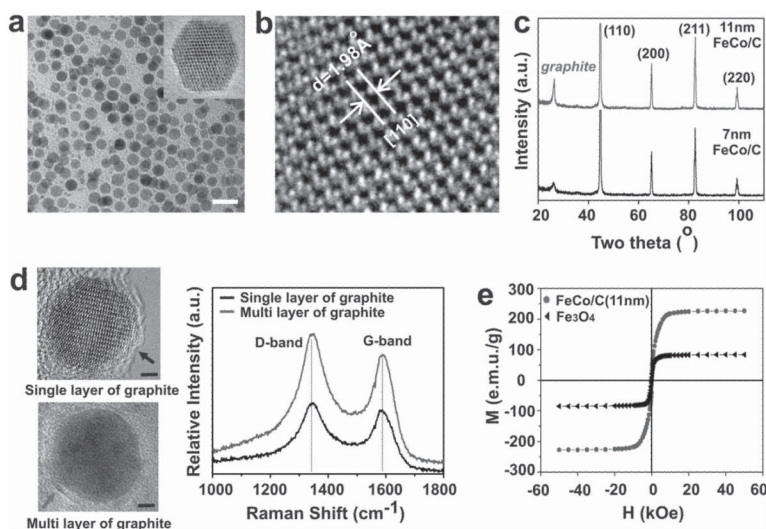 a
b
d=1.98Å
[110]
c
Intensity (a.u.)
graphite
(110)
(200)
(211)
(220)
11nm
FeCo/C
7nm
FeCo/C
20 40 60 80 100
Two theta (°)
d
Single layer of graphite
Multi layer of graphite
Relative Intensity (a.u.)
Single layer of graphite
Multi layer of graphite
D-band
G-band
1000 1200 1400 1600 1800
Raman Shift (cm⁻¹)
e
M (e.m.u./g)
300
200
100
0
-100
-200
-300
FeCo/C(11nm)
Fe₃O₄
-60 -40 -20 0 20 40 60
H (kOe)